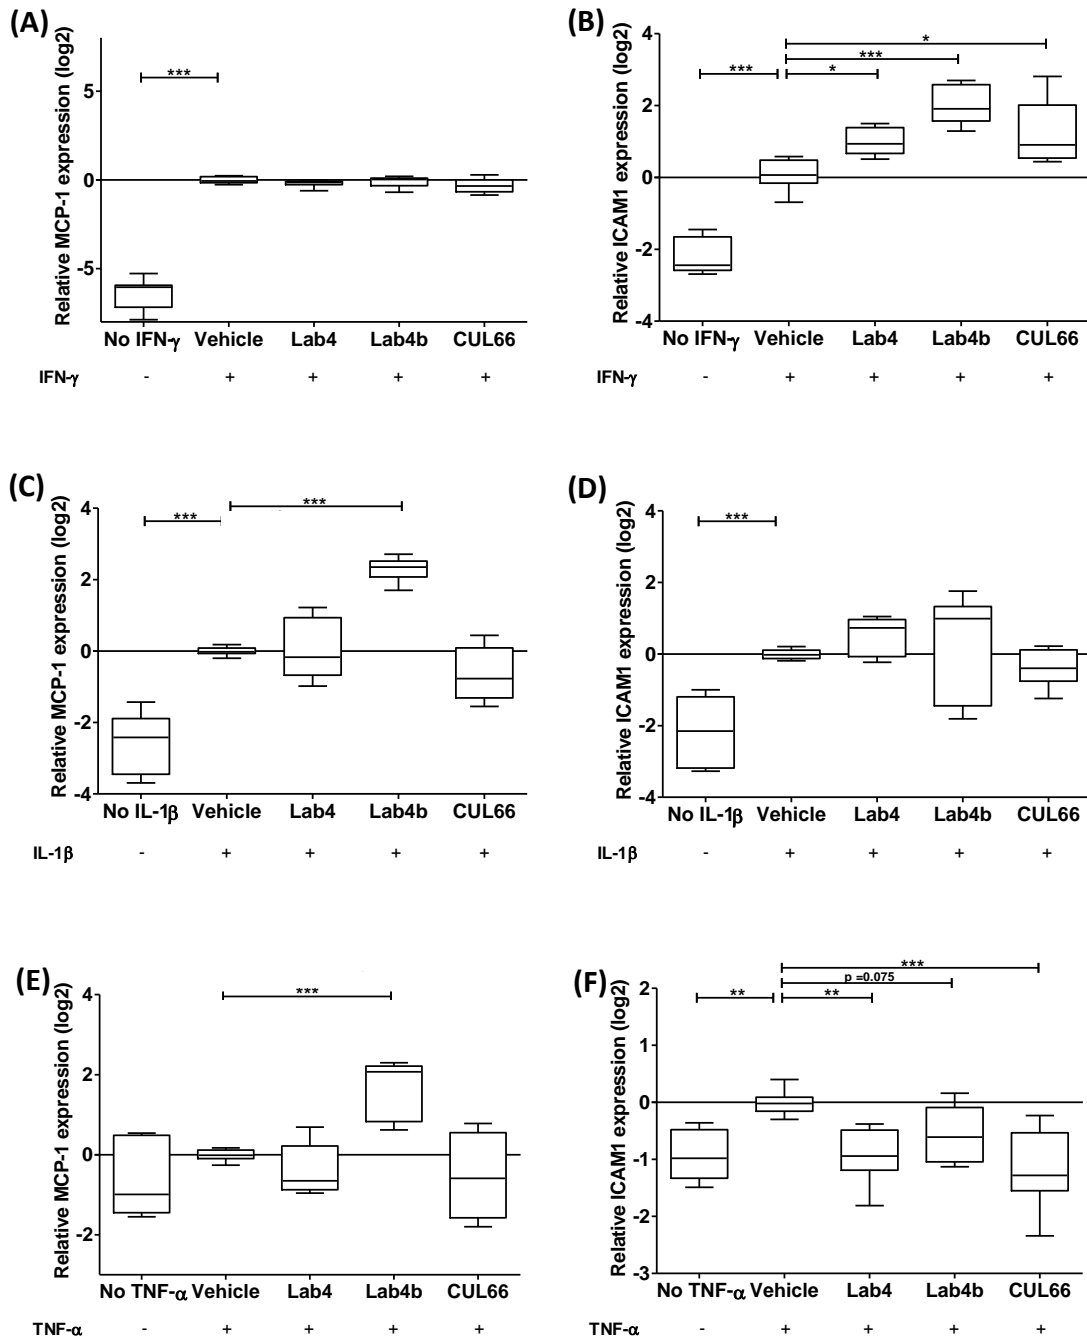 (A)
Relative MCP-1 expression (log2)
5
0
-5
***
No IFN-γ Vehicle Lab4 Lab4b CUL66
IFN-γ - + + + +
(B)
Relative ICAM1 expression (log2)
4
2
0
-2
-4
*
***
*** *
No IFN-γ Vehicle Lab4 Lab4b CUL66
IFN-γ - + + + +
(C)
Relative MCP-1 expression (log2)
4
2
0
-2
-4
***
***
No IL-1β Vehicle Lab4 Lab4b CUL66
IL-1β - + + + +
(D)
Relative ICAM1 expression (log2)
4
2
0
-2
-4
***
No IL-1β Vehicle Lab4 Lab4b CUL66
IL-1β - + + + +
(E)
Relative MCP-1 expression (log2)
4
2
0
-2
***
No TNF-α Vehicle Lab4 Lab4b CUL66
TNF-α - + + + +
(F)
Relative ICAM1 expression (log2)
2
1
0
-1
-2
-3
***
p =0.075
** **
No TNF-α Vehicle Lab4 Lab4b CUL66
TNF-α - + + + +